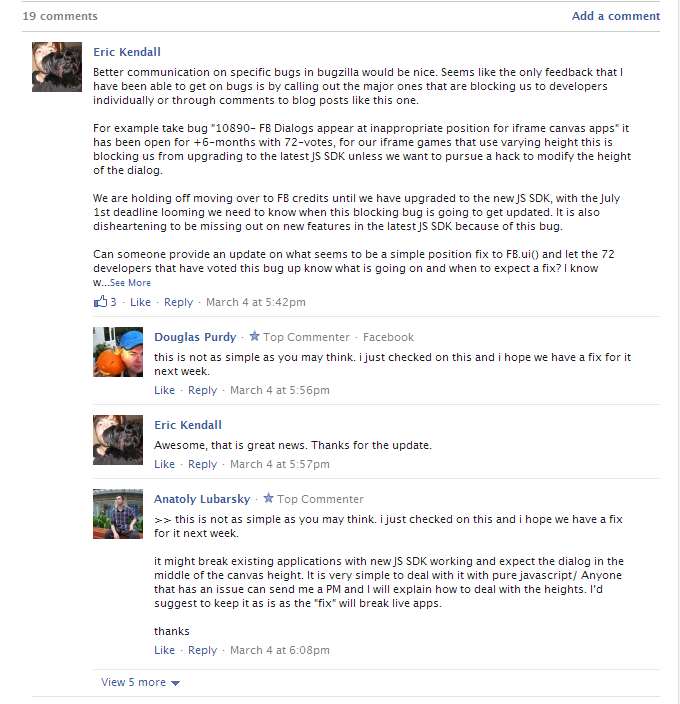 19 comments
Add a comment
Eric Kendall
Better communication on specific bugs in bugzilla would be nice. Seems like the only feedback that I
have been able to get on bugs is by calling out the major ones that are blocking us to developers
individually or through comments to blog posts like this one.
For example take bug "10890– FB Dialogs appear at inappropriate position for iframe canvas apps" it
has been open for +6-months with 72-votes, for our iframe games that use varying height this is
blocking us from upgrading to the latest JS SDK unless we want to pursue a hack to modify the height
of the dialog.
We are holding off moving over to FB credits until we have upgraded to the new JS SDK, with the July
1st deadline looming we need to know when this blocking bug is going to get updated. It is also
disheartening to be missing out on new features in the latest JS SDK because of this bug.
Can someone provide an update on what seems to be a simple position fix to FB.ui() and let the 72
developers that have voted this bug up know what is going on and when to expect a fix? I know
w...See More
3 · Like · Reply · March 4 at 5:42pm
Douglas Purdy · Top Commenter · Facebook
this is not as simple as you may think. i just checked on this and i hope we have a fix for it
next week.
Like · Reply · March 4 at 5:56pm
Eric Kendall
Awesome, that is great news. Thanks for the update.
Like · Reply · March 4 at 5:57pm
Anatoly Lubarsky · Top Commenter
>> this is not as simple as you may think. i just checked on this and i hope we have a fix
for it next week.
it might break existing applications with new JS SDK working and expect the dialog in the
middle of the canvas height. It is very simple to deal with it with pure javascript/ Anyone
that has an issue can send me a PM and I will explain how to deal with the heights. I'd
suggest to keep it as is as the "fix" will break live apps.
thanks
Like · Reply · March 4 at 6:08pm
View 5 more